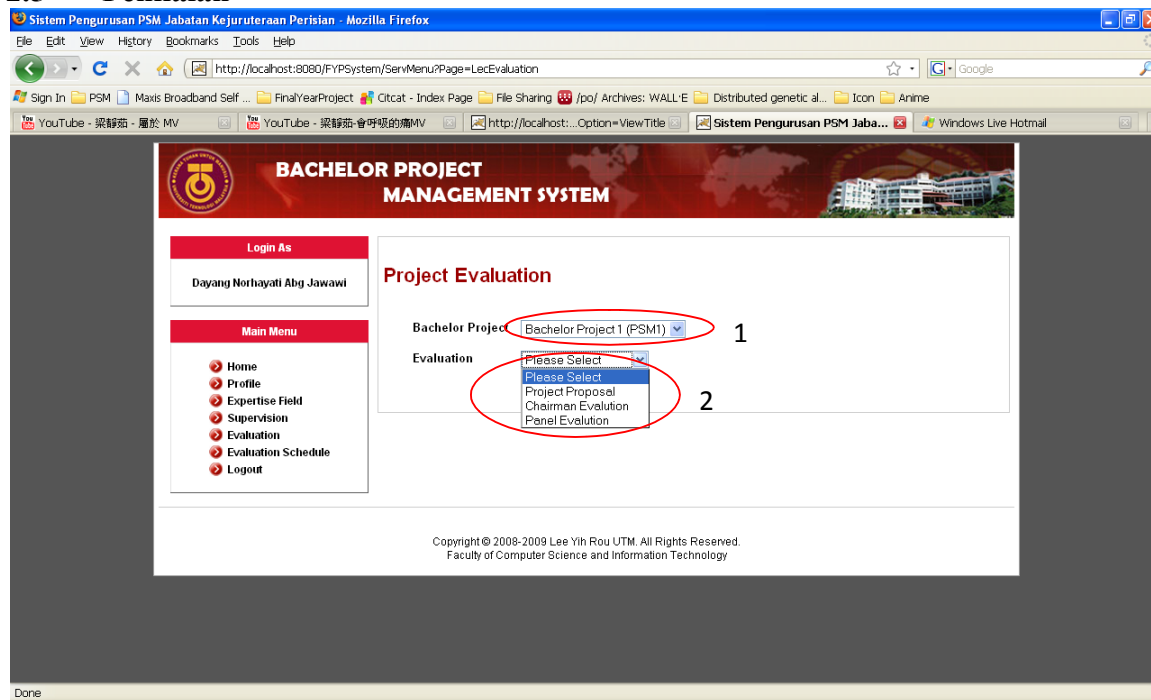 Sistem Pengurusan PSM Jabatan Kejuruteraan Perisian - Mozilla Firefox
File Edit View History Bookmarks Tools Help
http://localhost:8080/FYPSystem/ServMenu?Page=LecEvaluation
G Google
Sign In PSM Maxis Broadband Self ... FinalYearProject Citcat - Index Page File Sharing /po/ Archives: WALL·E Distributed genetic al... Icon Anime
YouTube - 梁靜茹 - 屬於 MV YouTube - 梁靜茹-會呼吸的痛MV http://localhost:...Option=ViewTitle Sistem Pengurusan PSM Jaba... Windows Live Hotmail
BACHELOR PROJECT
MANAGEMENT SYSTEM
Login As
Dayang Norhayati Abg Jawawi
Main Menu
Home
Profile
Expertise Field
Supervision
Evaluation
Evaluation Schedule
Logout
Project Evaluation
Bachelor Project Bachelor Project 1 (PSM1) 1
Evaluation Please Select
Please Select
Project Proposal
Chairman Evalution
Panel Evalution
2
Copyright © 2008-2009 Lee Yih Rou UTM. All Rights Reserved.
Faculty of Computer Science and Information Technology
Done